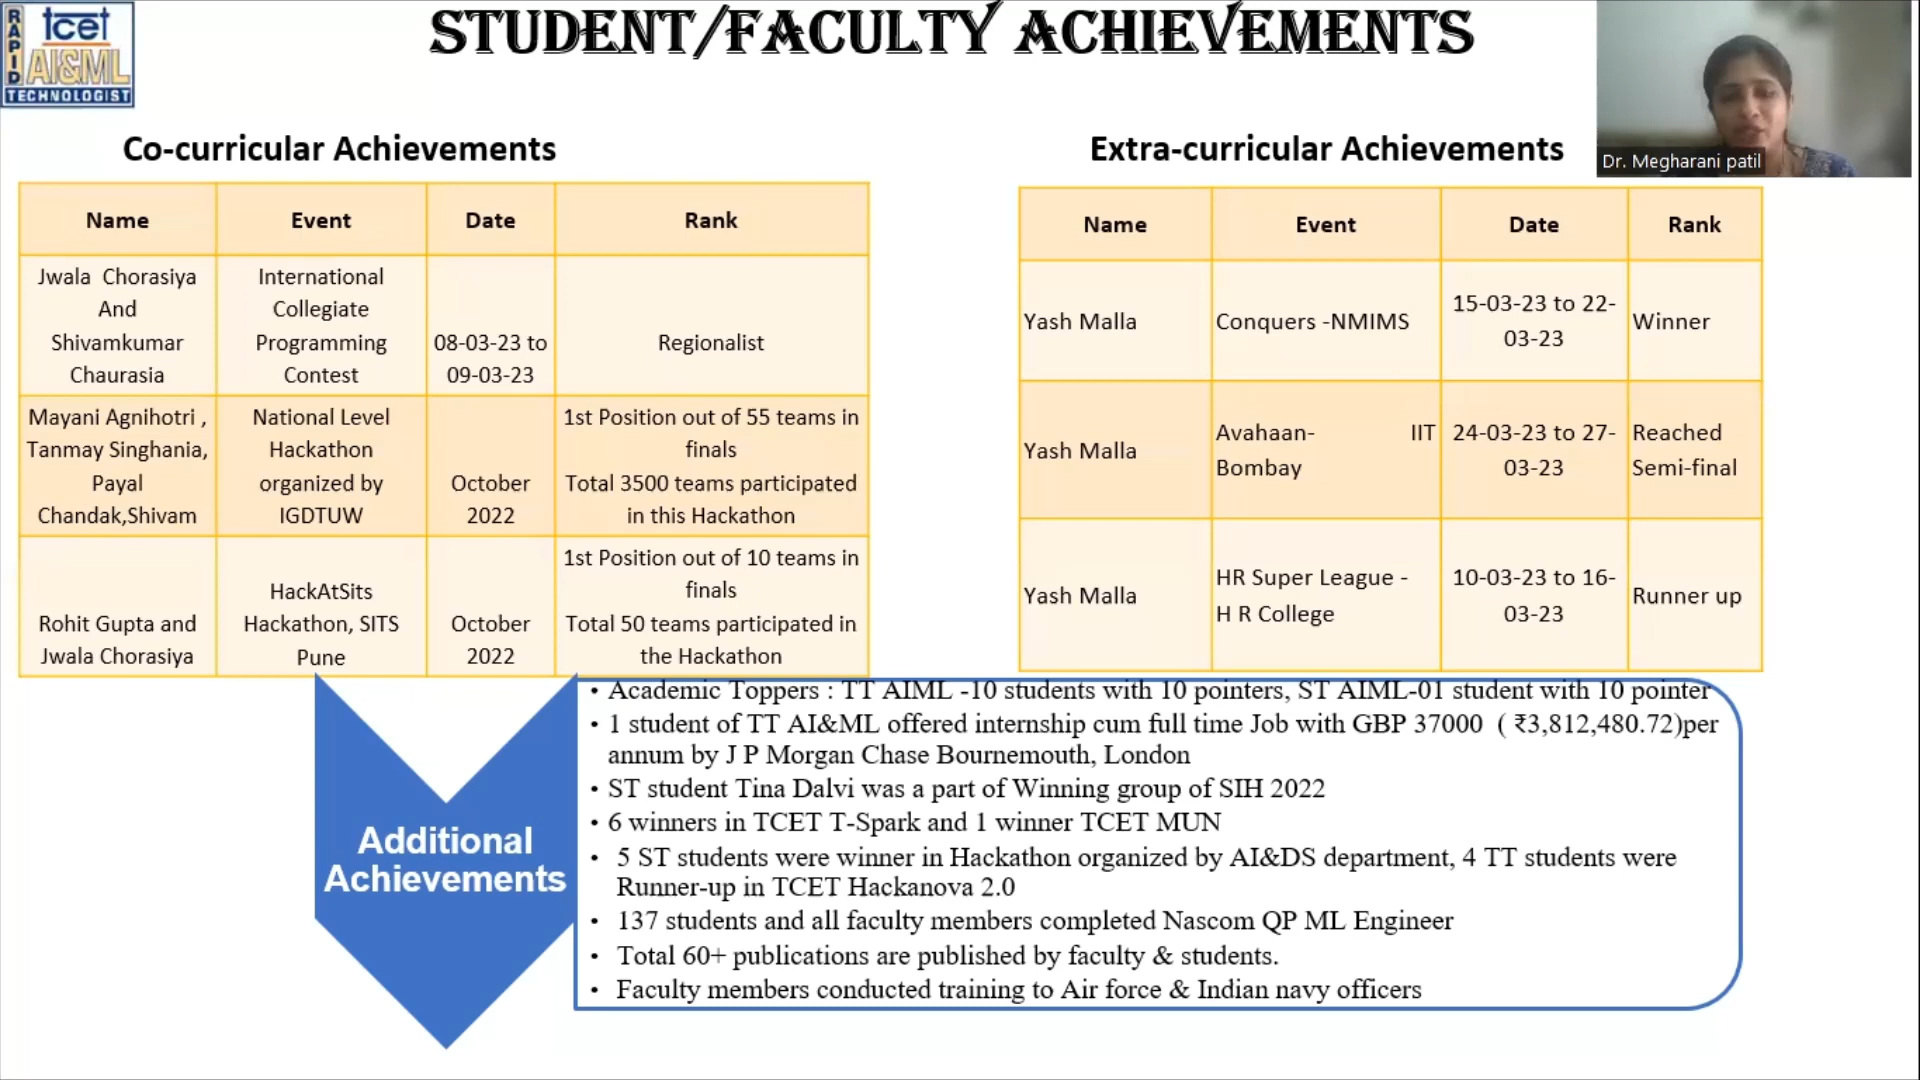 RAPID
tcet
AI&ML
TECHNOLOGIST
STUDENT/FACULTY ACHIEVEMENTS
Dr. Megharani patil
Co-curricular Achievements
Name Event Date Rank
Jwala Chorasiya
And
Shivamkumar
Chaurasia
International
Collegiate
Programming
Contest
08-03-23 to
09-03-23
Regionalist
Mayani Agnihotri ,
Tanmay Singhania,
Payal
Chandak,Shivam
National Level
Hackathon
organized by
IGDTUW
October
2022
1st Position out of 55 teams in
finals
Total 3500 teams participated
in this Hackathon
Rohit Gupta and
Jwala Chorasiya
HackAtSits
Hackathon, SITS
Pune
October
2022
1st Position out of 10 teams in
finals
Total 50 teams participated in
the Hackathon
Extra-curricular Achievements
Name Event Date Rank
Yash Malla
Conquers -NMIMS
15-03-23 to 22-
03-23
Winner
Yash Malla
Avahaan- IIT
Bombay
24-03-23 to 27-
03-23
Reached
Semi-final
Yash Malla
HR Super League -
H R College
10-03-23 to 16-
03-23
Runner up
Additional
Achievements
• Academic Toppers : TT AIML -10 students with 10 pointers, ST AIML-01 student with 10 pointer
• 1 student of TT AI&ML offered internship cum full time Job with GBP 37000 ( ₹3,812,480.72)per
annum by J P Morgan Chase Bournemouth, London
• ST student Tina Dalvi was a part of Winning group of SIH 2022
• 6 winners in TCET T-Spark and 1 winner TCET MUN
• 5 ST students were winner in Hackathon organized by AI&DS department, 4 TT students were
Runner-up in TCET Hackanova 2.0
• 137 students and all faculty members completed Nascom QP ML Engineer
• Total 60+ publications are published by faculty & students.
• Faculty members conducted training to Air force & Indian navy officers